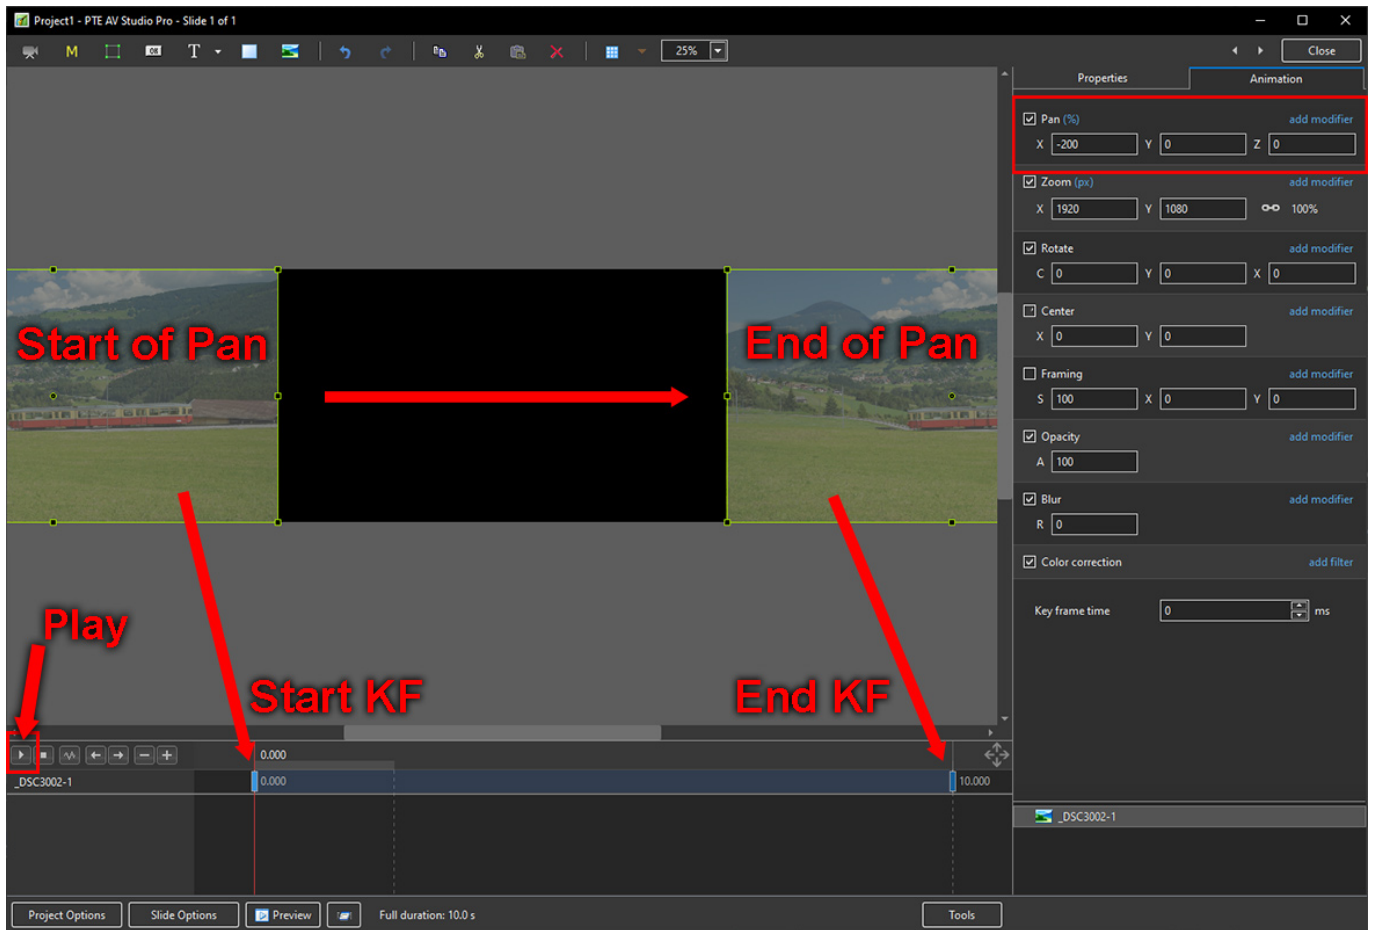 Project1 - PTE AV Studio Pro - Slide 1 of 1
M OK T 25% Close
Properties Animation
Pan (%) add modifier
X -200 Y 0 Z 0
Zoom (px) add modifier
X 1920 Y 1080 100%
Rotate add modifier
C 0 Y 0 X 0
Center add modifier
X 0 Y 0
Framing add modifier
S 100 X 0 Y 0
Opacity add modifier
A 100
Blur add modifier
R 0
Color correction add filter
Key frame time 0 ms
Start of Pan
End of Pan
Play
Start KF
End KF
0.000
_DSC3002-1 0.000 10.000
_DSC3002-1
Project Options Slide Options Preview Full duration: 10.0 s Tools